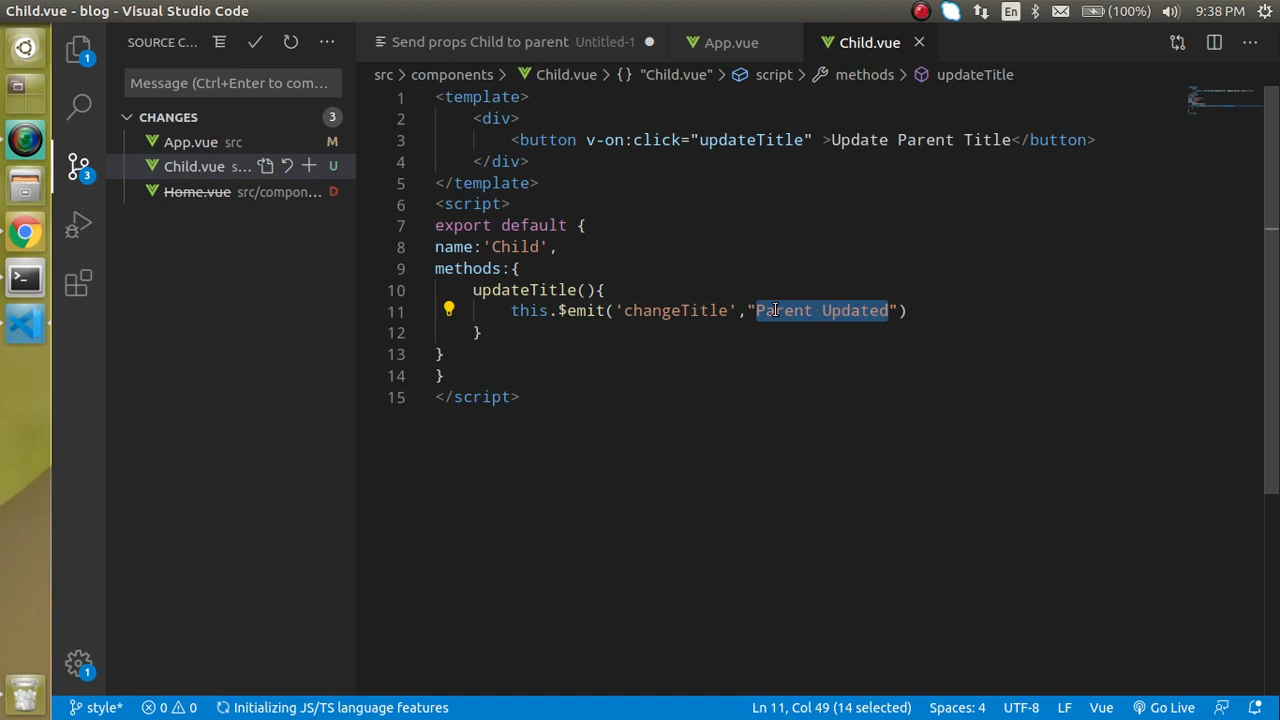 Child.vue - blog - Visual Studio Code
En
(100%)
9:38 PM
SOURCE C...
Send props Child to parent Untitled-1
App.vue
Child.vue
src > components > Child.vue > {} "Child.vue" > script > methods > updateTitle
1
Message (Ctrl+Enter to com...
CHANGES 3
App.vue src M
Child.vue s... U
Home.vue src/compon... D
3
1 <template>
2 <div>
3 <button v-on:click="updateTitle" >Update Parent Title</button>
4 </div>
5 </template>
6 <script>
7 export default {
8 name:'Child',
9 methods:{
10 updateTitle(){
11 this.$emit('changeTitle',"Parent Updated")
12 }
13 }
14 }
15 </script>
1
style*
0 0
Initializing JS/TS language features
Ln 11, Col 49 (14 selected)
Spaces: 4
UTF-8
LF
Vue
Go Live